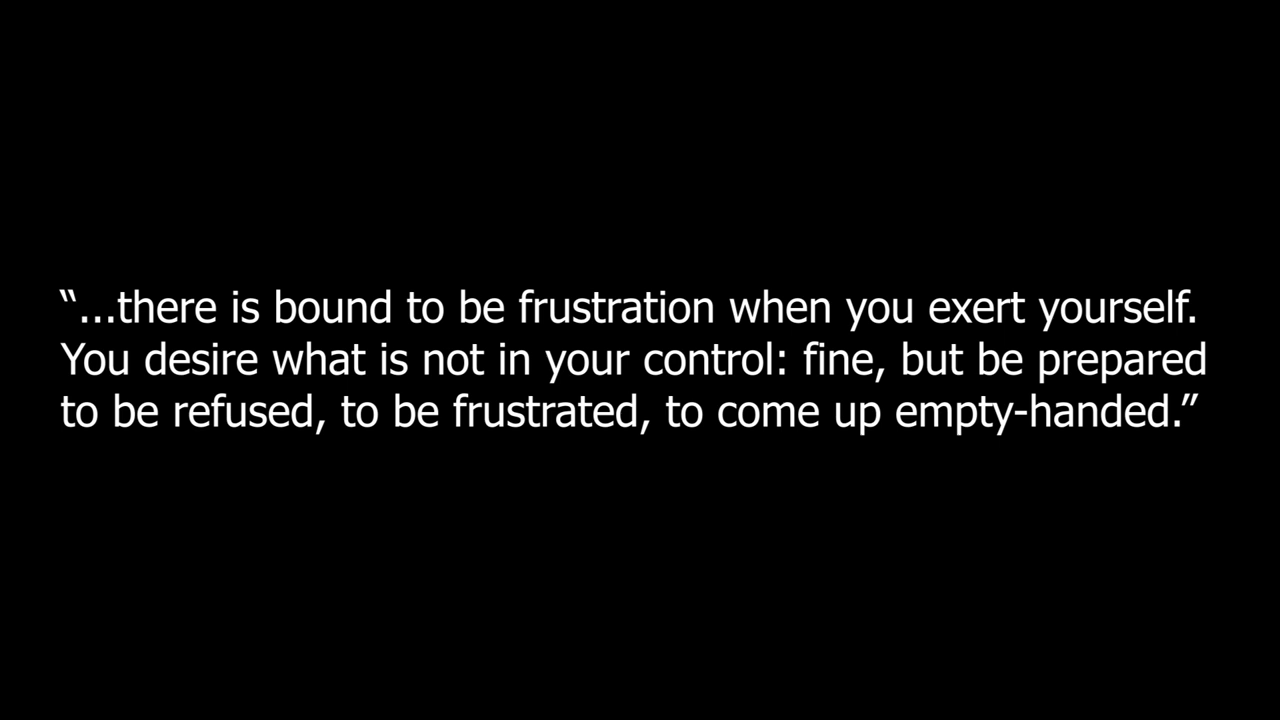 “...there is bound to be frustration when you exert yourself.
You desire what is not in your control: fine, but be prepared
to be refused, to be frustrated, to come up empty-handed.”